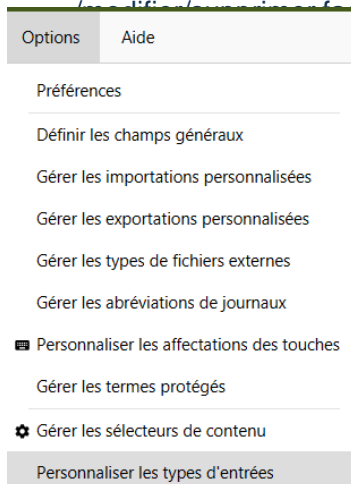 Options Aide
Préférences
Définir les champs généraux
Gérer les importations personnalisées
Gérer les exportations personnalisées
Gérer les types de fichiers externes
Gérer les abréviations de journaux
Personnaliser les affectations des touches
Gérer les termes protégés
Gérer les sélecteurs de contenu
Personnaliser les types d'entrées